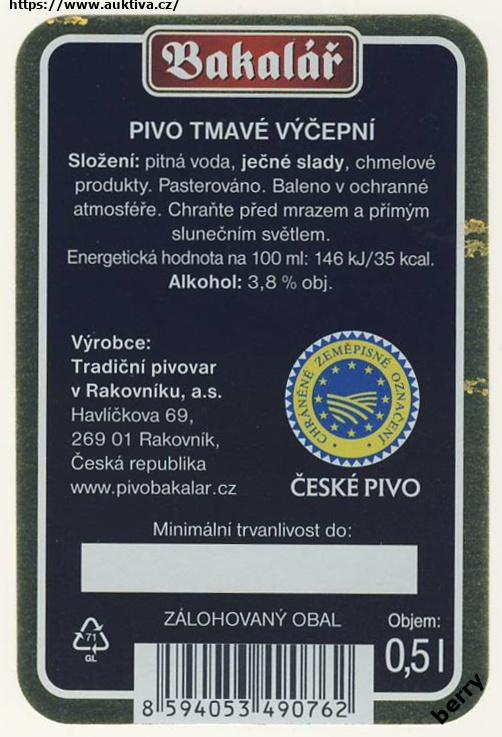 https://www.auktiva.cz/
Bakalář
PIVO TMAVÉ VÝČEPNÍ
Složení: pitná voda, ječné slady, chmelové
produkty. Pasterováno. Baleno v ochranné
atmosféře. Chraňte před mrazem a přímým
slunečním světlem.
Energetická hodnota na 100 ml: 146 kJ/35 kcal.
Alkohol: 3,8 % obj.
Výrobce:
Tradiční pivovar
v Rakovníku, a.s.
Havlíčkova 69,
269 01 Rakovník,
Česká republika
www.pivobakalar.cz
CHRÁNĚNÉ ZEMĚPISNÉ OZNAČENÍ
ČESKÉ PIVO
Minimální trvanlivost do:
ZÁLOHOVANÝ OBAL
Objem:
0,5 l
71
GL
8 594053 490762
berry